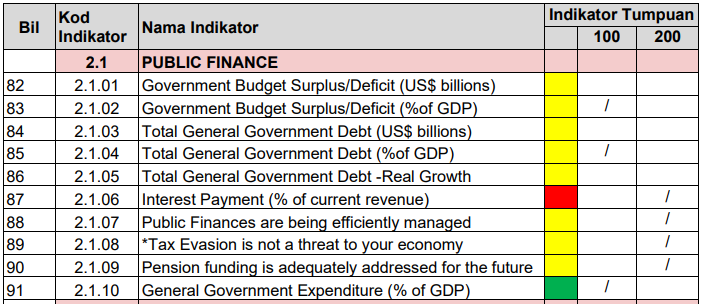 Bil Kod Indikator Nama Indikator Indikator Tumpuan
100 200
2.1 PUBLIC FINANCE
82 2.1.01 Government Budget Surplus/Deficit (US$ billions)
83 2.1.02 Government Budget Surplus/Deficit (%of GDP) /
84 2.1.03 Total General Government Debt (US$ billions)
85 2.1.04 Total General Government Debt (%of GDP) /
86 2.1.05 Total General Government Debt -Real Growth
87 2.1.06 Interest Payment (% of current revenue) /
88 2.1.07 Public Finances are being efficiently managed /
89 2.1.08 *Tax Evasion is not a threat to your economy /
90 2.1.09 Pension funding is adequately addressed for the future /
91 2.1.10 General Government Expenditure (% of GDP) /